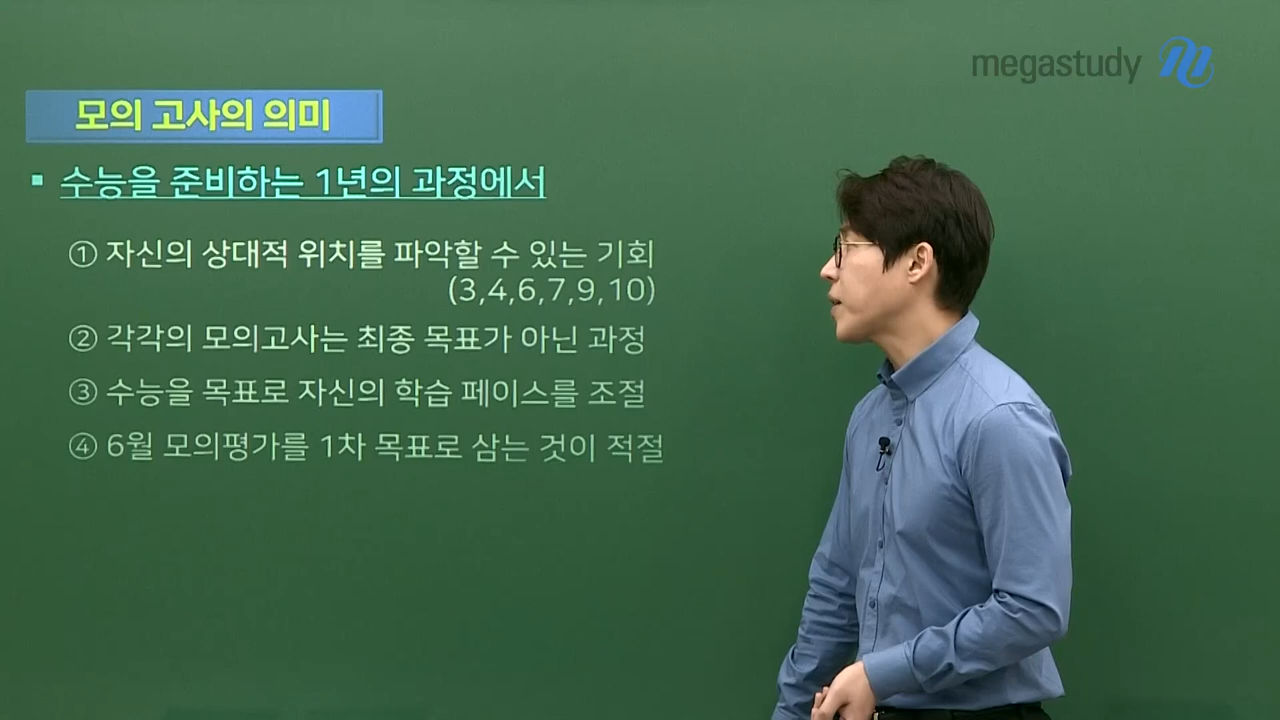 megastudy
모의 고사의 의미
▪ 수능을 준비하는 1년의 과정에서
① 자신의 상대적 위치를 파악할 수 있는 기회
(3,4,6,7,9,10)
② 각각의 모의고사는 최종 목표가 아닌 과정
③ 수능을 목표로 자신의 학습 페이스를 조절
④ 6월 모의평가를 1차 목표로 삼는 것이 적절